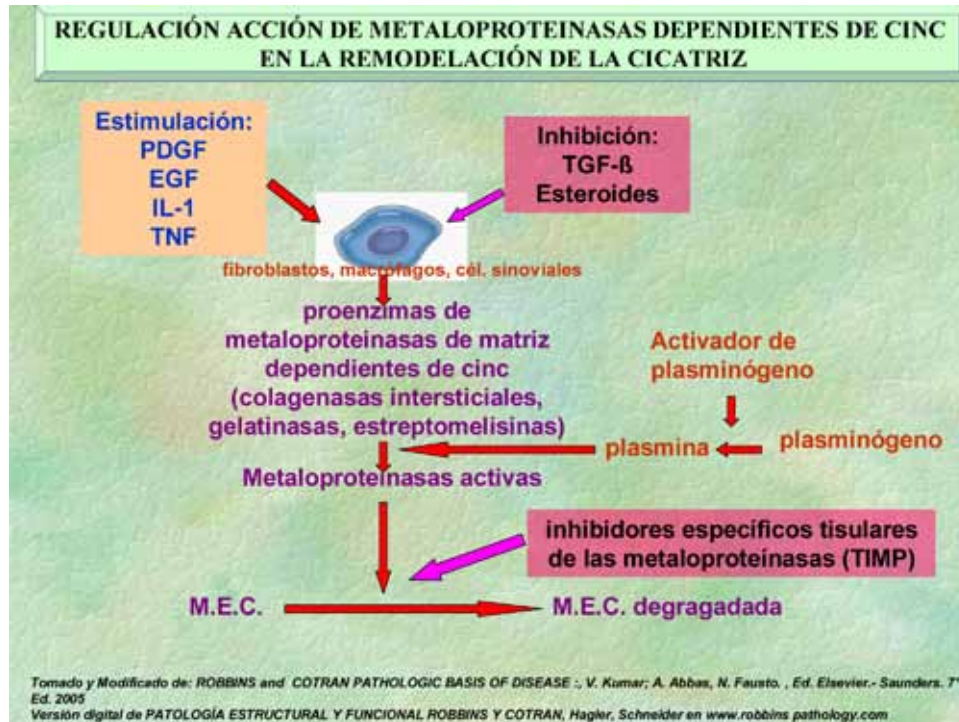 REGULACIÓN ACCIÓN DE METALOPROTEINASAS DEPENDIENTES DE CINC
EN LA REMODELACIÓN DE LA CICATRIZ
Estimulación:
PDGF
EGF
IL-1
TNF
Inhibición:
TGF-ß
Esteroides
fibroblastos, macrófagos, cél. sinoviales
proenzimas de
metaloproteinasas de matriz
dependientes de cinc
(colagenasas intersticiales,
gelatinasas, estreptomelisinas)
Activador de
plasminógeno
plasmina
plasminógeno
Metaloproteinasas activas
inhibidores específicos tisulares
de las metaloproteínasas (TIMP)
M.E.C.
M.E.C. degragadada
Tomado y Modificado de: ROBBINS and COTRAN PATHOLOGIC BASIS OF DISEASE :, V. Kumar; A. Abbas, N. Fausto. , Ed. Elsevier.- Saunders.
Ed. 2005
Versión digital de PATOLOGÍA ESTRUCTURAL Y FUNCIONAL ROBBINS Y COTRAN, Hagler, Schneider en www.robbins pathology.com